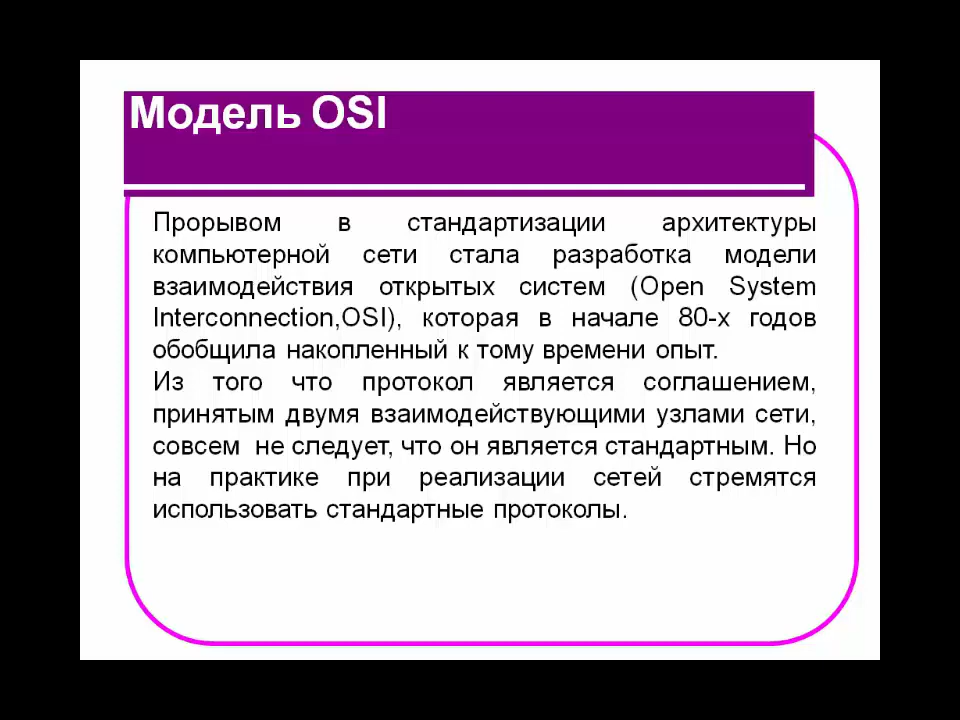 Модель OSI
Прорывом в стандартизации архитектуры
компьютерной сети стала разработка модели
взаимодействия открытых систем (Open System
Interconnection,OSI), которая в начале 80-х годов
обобщила накопленный к тому времени опыт.
Из того что протокол является соглашением,
принятым двумя взаимодействующими узлами сети,
совсем  не следует, что он является стандартным. Но
на практике при реализации сетей стремятся
использовать стандартные протоколы.